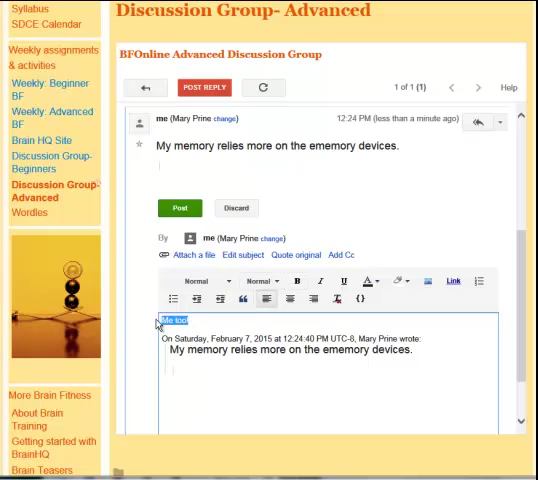 Syllabus
SDCE Calendar
Weekly assignments
& activities
Weekly: Beginner
BF
Weekly: Advanced
BF
Brain HQ Site
Discussion Group-
Beginners
Discussion Group-
Advanced
Wordles
More Brain Fitness
About Brain
Training
Getting started with
BrainHQ
Brain Teasers
Discussion Group- Advanced
BFOnline Advanced Discussion Group
POST REPLY
1 of 1 (1)
Help
me (Mary Prine change)
12:24 PM (less than a minute ago)
My memory relies more on the ememory devices.
Post
Discard
By me (Mary Prine change)
Attach a file Edit subject Quote original Add Cc
Normal Normal B I U A Link
Me too!
On Saturday, February 7, 2015 at 12:24:40 PM UTC-8, Mary Prine wrote:
My memory relies more on the ememory devices.